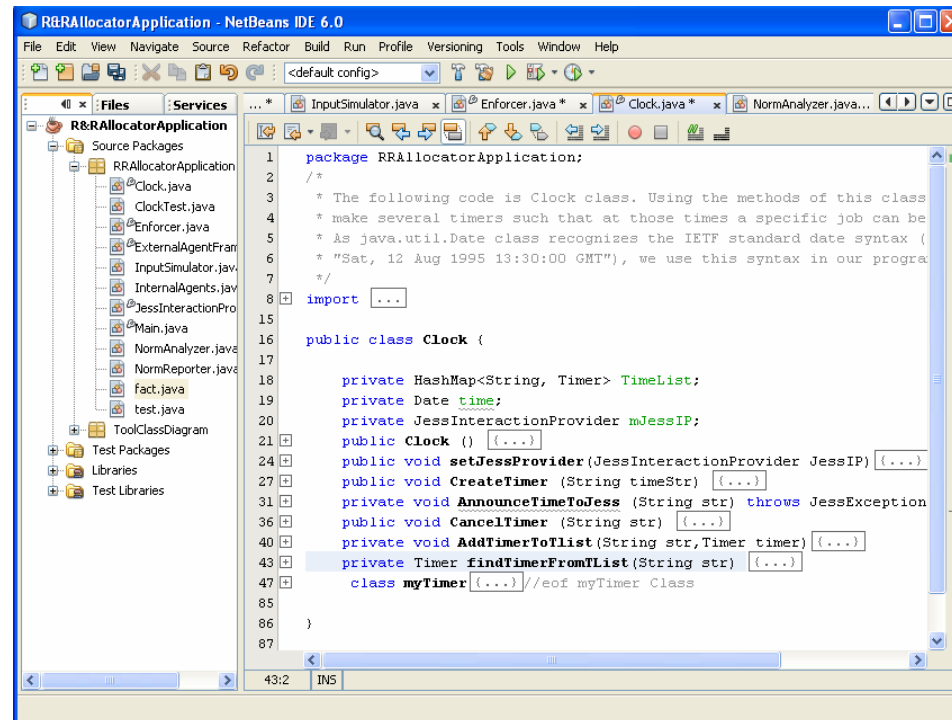 R&RAllocatorApplication - NetBeans IDE 6.0
File Edit View Navigate Source Refactor Build Run Profile Versioning Tools Window Help
<default config>
Files Services
R&RAllocatorApplication
Source Packages
RRAllocatorApplication
Clock.java
ClockTest.java
Enforcer.java
ExternalAgentFram
InputSimulator.jav
InternalAgents.jav
JessInteractionPro
Main.java
NormAnalyzer.java
NormReporter.java
fact.java
test.java
ToolClassDiagram
Test Packages
Libraries
Test Libraries
...* InputSimulator.java x Enforcer.java * x Clock.java * x NormAnalyzer.java...
1 package RRAllocatorApplication;
2 /*
3 * The following code is Clock class. Using the methods of this class
4 * make several timers such that at those times a specific job can be
5 * As java.util.Date class recognizes the IETF standard date syntax (
6 * "Sat, 12 Aug 1995 13:30:00 GMT"), we use this syntax in our progra
7 */
8 import ...
15
16 public class Clock {
17
18 private HashMap<String, Timer> TimeList;
19 private Date time;
20 private JessInteractionProvider mJessIP;
21 public Clock () {...}
24 public void setJessProvider(JessInteractionProvider JessIP) {...}
27 public void CreateTimer (String timeStr) {...}
31 private void AnnounceTimeToJess (String str) throws JessException
36 public void CancelTimer (String str) {...}
40 private void AddTimerToTlist(String str,Timer timer) {...}
43 private Timer findTimerFromTList(String str) {...}
47 class myTimer {...} //eof myTimer Class
85
86 }
87
43:2 INS